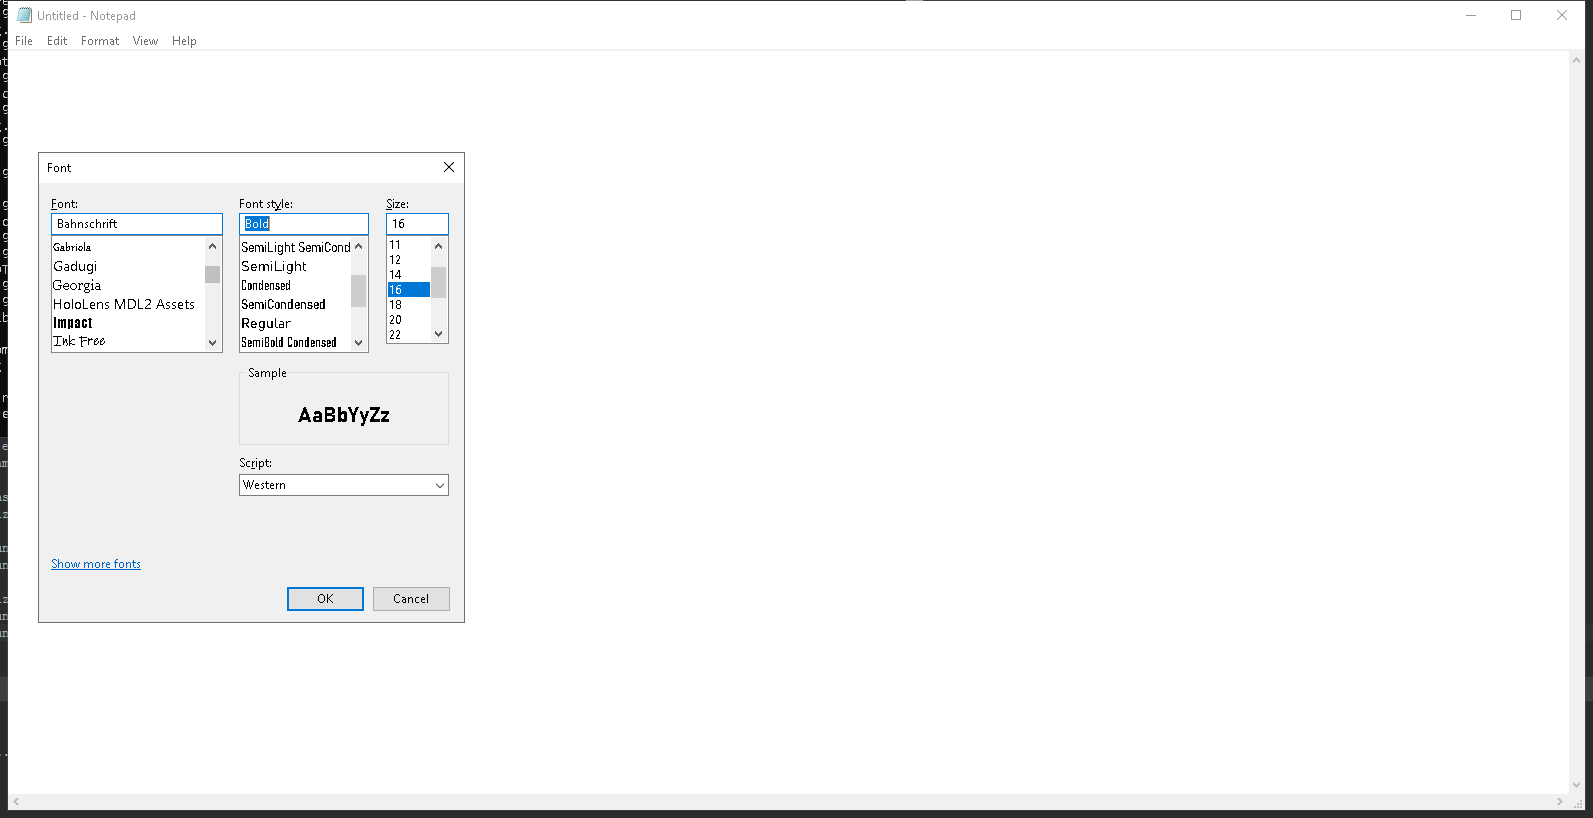 Untitled - Notepad
File Edit Format View Help
Font
Font: Font style: Size:
Bahnschrift Bold 16
Gabriola
Gadugi
Georgia
HoloLens MDL2 Assets
Impact
Ink Free
SemiLight SemiCond
SemiLight
Condensed
SemiCondensed
Regular
SemiBold Condensed
11
12
14
16
18
20
22
Sample
AaBbYyZz
Script:
Western
Show more fonts
OK Cancel